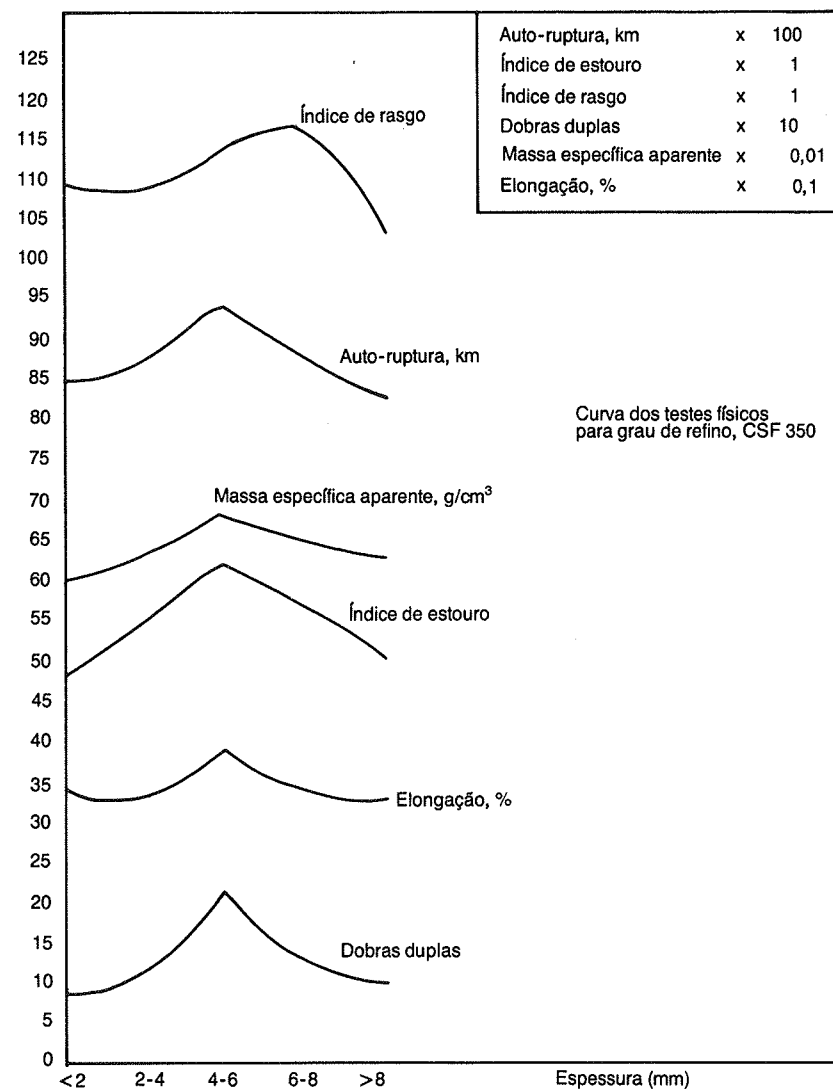 Auto-ruptura, km x 100
Índice de estouro x 1
Índice de rasgo x 1
Dobras duplas x 10
Massa específica aparente x 0,01
Elongação, % x 0,1
125
120
115
110
105
100
95
90
85
80
75
70
65
60
55
50
45
40
35
30
25
20
15
10
5
0
Índice de rasgo
Auto-ruptura, km
Curva dos testes físicos
para grau de refino, CSF 350
Massa específica aparente, g/cm³
Índice de estouro
Elongação, %
Dobras duplas
<2 2-4 4-6 6-8 >8 Espessura (mm)